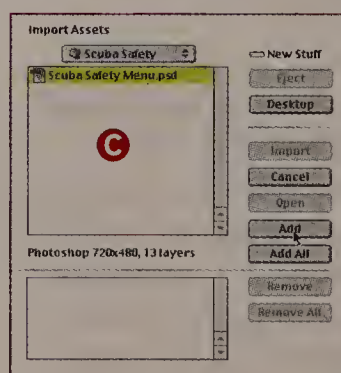 Import Assets
Scuba Safety
New Stuff
Scuba Safety Menu.psd
Eject
Desktop
C
Import
Cancel
Open
Add
Photoshop 720x480, 13 layers
Add All
Remove
Remove All